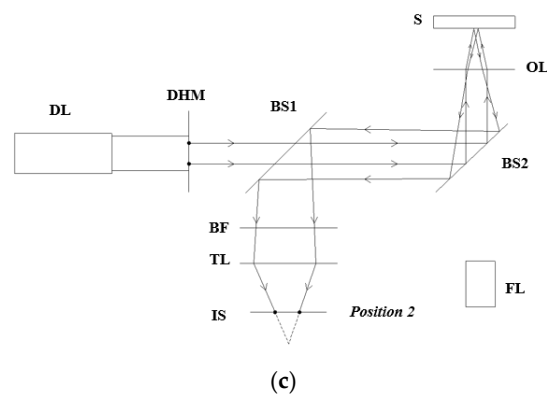 S
OL
DL
DHM
BS1
BS2
BF
TL
IS
Position 2
FL
(c)